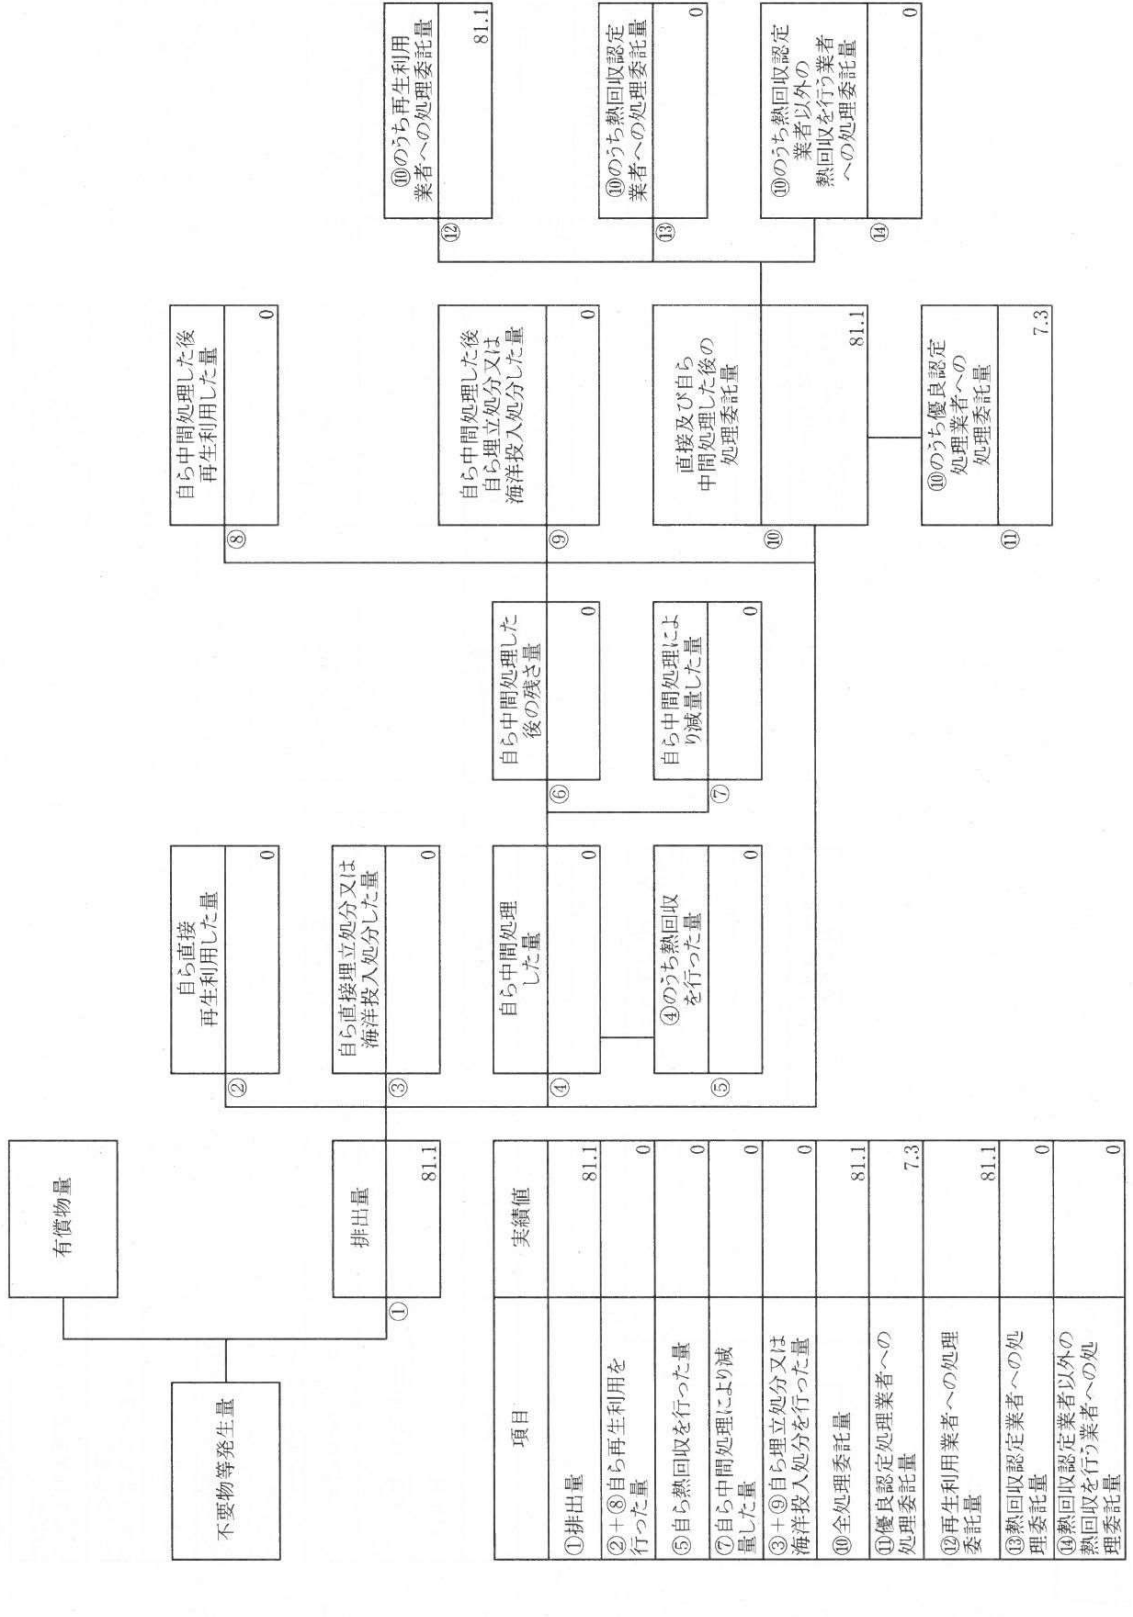 不要物等発生量
有償物量
①
排出量
81.1
②
自ら直接
再生利用した量
0
③
自ら直接埋立処分又は
海洋投入処分した量
0
④
自ら中間処理
した量
0
⑤
④のうち熱回収
を行った量
0
⑥
自ら中間処理した
後の残さ量
0
⑦
自ら中間処理によ
り減量した量
0
⑧
自ら中間処理した後
再生利用した量
0
⑨
自ら中間処理した後
自ら埋立処分又は
海洋投入処分した量
0
⑩
直接及び自ら
中間処理した後の
処理委託量
81.1
⑪
⑩のうち優良認定
処理業者への
処理委託量
7.3
⑫
⑩のうち再生利用
業者への処理委託量
81.1
⑬
⑩のうち熱回収認定
業者への処理委託量
0
⑭
⑩のうち熱回収認定
業者以外の
熱回収を行う業者
への処理委託量
0
項目 実績値
①排出量 81.1
②+⑧自ら再生利用を
行った量 0
⑤自ら熱回収を行った量 0
⑦自ら中間処理により減
量した量 0
③+⑨自ら埋立処分又は
海洋投入処分を行った量 0
⑩全処理委託量 81.1
⑪優良認定処理業者への
処理委託量 7.3
⑫再生利用業者への処理
委託量 81.1
⑬熱回収認定業者への処
理委託量 0
⑭熱回収認定業者以外の
熱回収を行う業者への処
理委託量 0